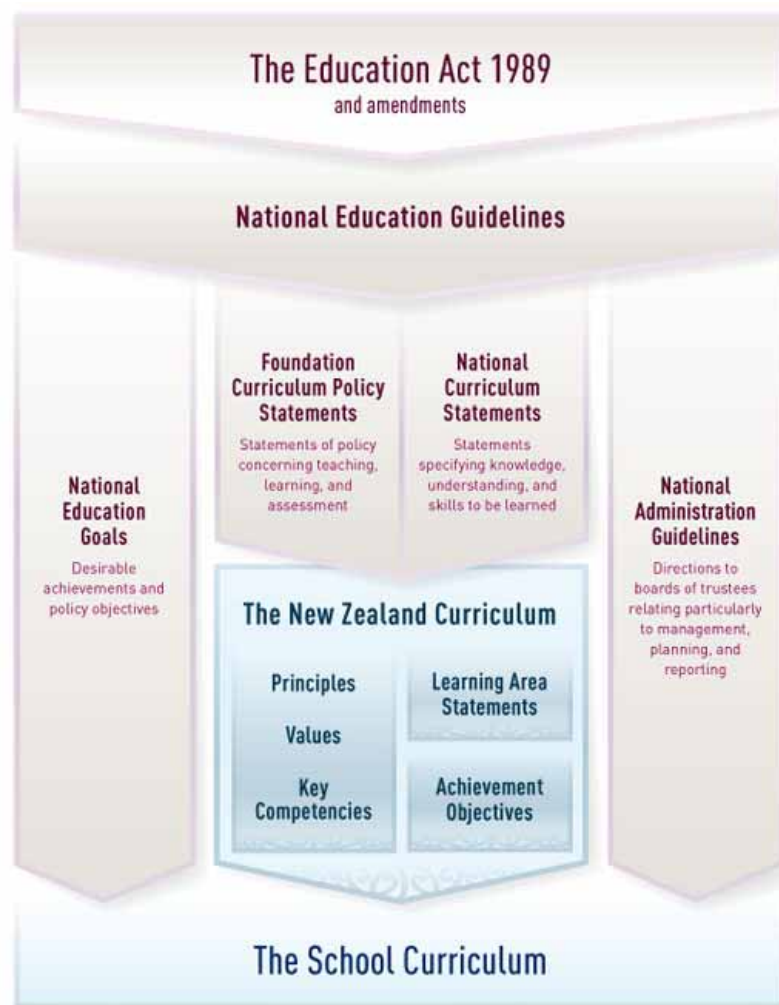 The Education Act 1989
and amendments
National Education Guidelines
National
Education
Goals
Desirable
achievements and
policy objectives
Foundation
Curriculum Policy
Statements
Statements of policy
concerning teaching,
learning, and
assessment
National
Curriculum
Statements
Statements
specifying knowledge,
understanding, and
skills to be learned
National
Administration
Guidelines
Directions to
boards of trustees
relating particularly
to management,
planning, and
reporting
The New Zealand Curriculum
Principles
Values
Key
Competencies
Learning Area
Statements
Achievement
Objectives
The School Curriculum